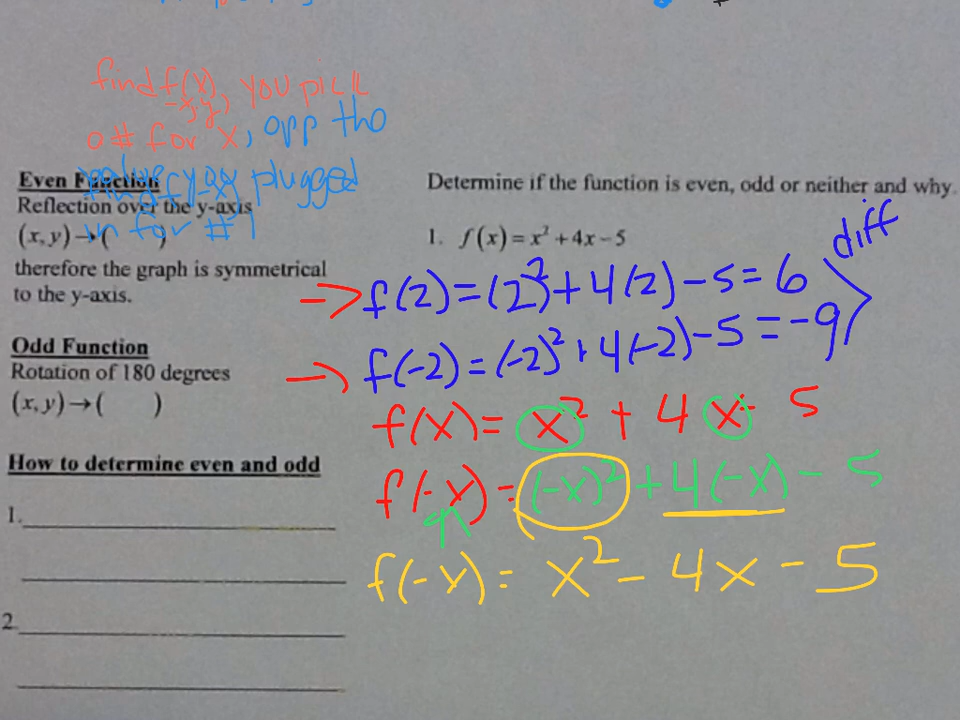 find f(x), you pick
-x, y
a # for x, opp tho
plugged
in for #1
Even Function
Reflection over the y-axis
(x, y) → ( )
therefore the graph is symmetrical
to the y-axis.
Odd Function
Rotation of 180 degrees
(x, y) → ( )
How to determine even and odd
1.
2.
Determine if the function is even, odd or neither and why.
1. f(x) = x² + 4x - 5
diff
→ f(2) = (2)² + 4(2) - 5 = 6
→ f(-2) = (-2)² + 4(-2) - 5 = -9
f(x) = x² + 4x - 5
f(-x) = (-x)² + 4(-x) - 5
f(-x) = x² - 4x - 5